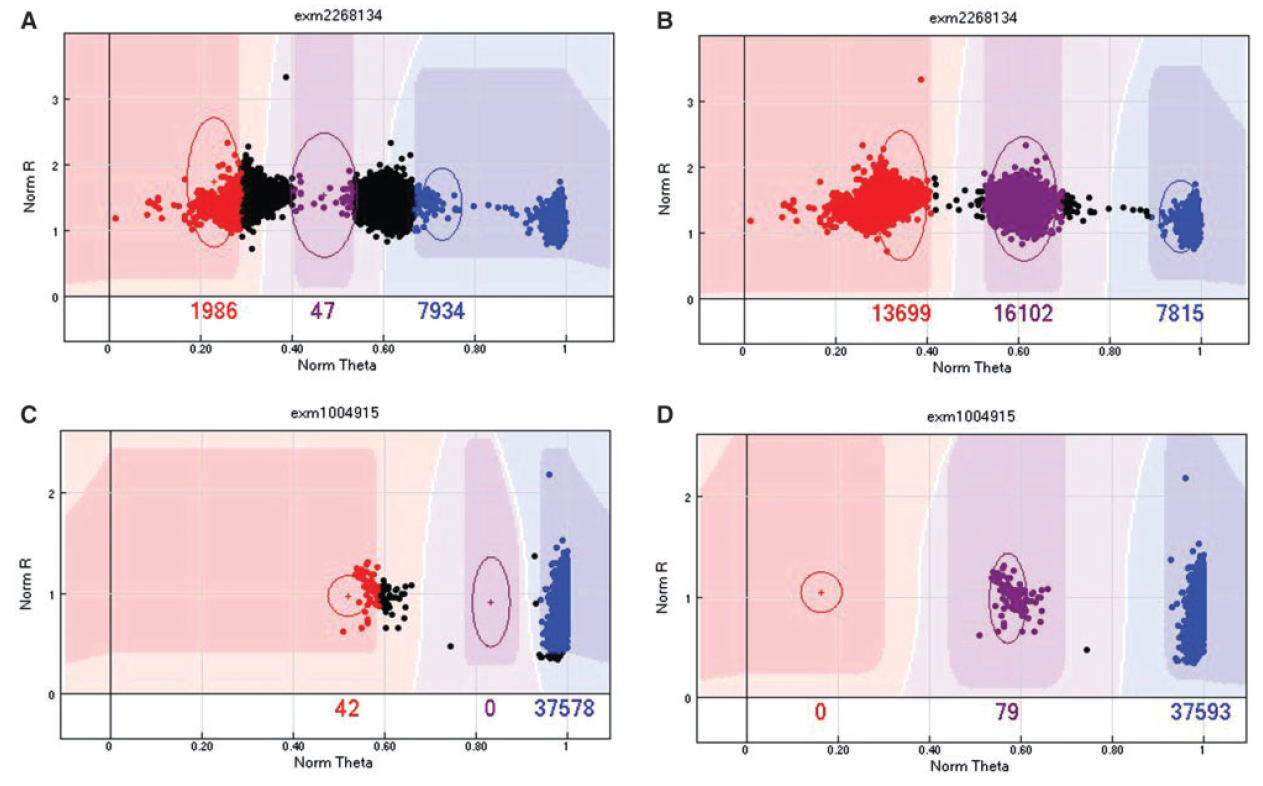 A
exm2268134
Norm R
3
2
1
0
1986 47 7934
0 0.20 0.40 0.60 0.80 1
Norm Theta
B
exm2268134
Norm R
3
2
1
0
13699 16102 7815
0 0.20 0.40 0.60 0.80 1
Norm Theta
C
exm1004915
Norm R
2
1
0
42 0 37578
0 0.20 0.40 0.60 0.80 1
Norm Theta
D
exm1004915
Norm R
2
1
0
0 79 37593
0 0.20 0.40 0.60 0.80 1
Norm Theta